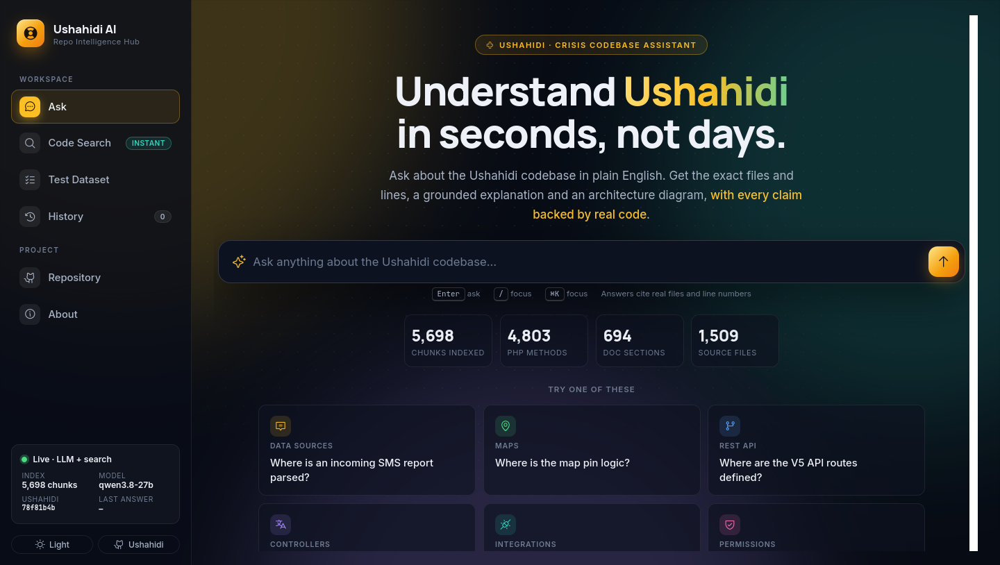 Ushahidi AI
Repo Intelligence Hub
WORKSPACE
Ask
Code Search
INSTANT
Test Dataset
History
0
PROJECT
Repository
About
Live · LLM + search
INDEX
MODEL
5,698 chunks
qwen3.8-27b
USHAHIDI
LAST ANSWER
78f81b4b
–
Light
Ushahidi
USHAHIDI · CRISIS CODEBASE ASSISTANT
Understand Ushahidi
in seconds, not days.
Ask about the Ushahidi codebase in plain English. Get the exact files and
lines, a grounded explanation and an architecture diagram, with every claim
backed by real code.
Ask anything about the Ushahidi codebase...
Enter ask / focus ⌘K focus Answers cite real files and line numbers
5,698
CHUNKS INDEXED
4,803
PHP METHODS
694
DOC SECTIONS
1,509
SOURCE FILES
TRY ONE OF THESE
DATA SOURCES
Where is an incoming SMS report
parsed?
MAPS
Where is the map pin logic?
REST API
Where are the V5 API routes
defined?
CONTROLLERS
INTEGRATIONS
PERMISSIONS